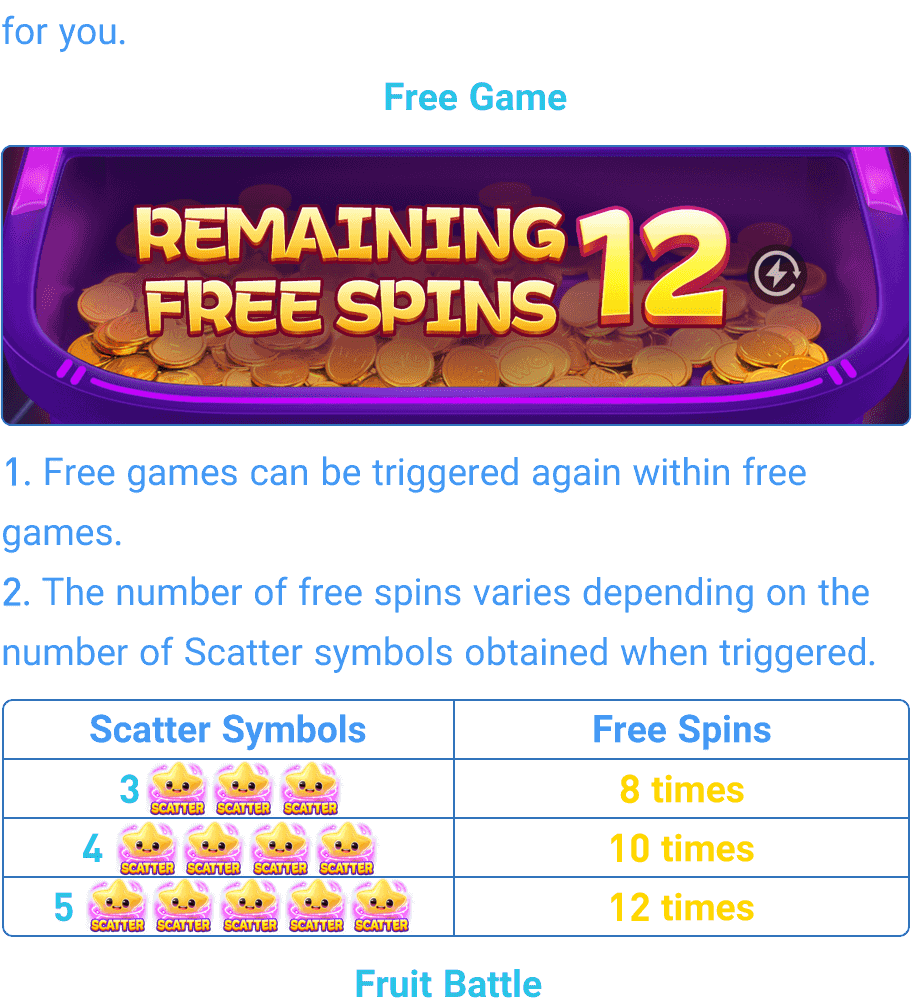 for you.
Free Game
REMAINING
FREE SPINS 12
1. Free games can be triggered again within free
games.
2. The number of free spins varies depending on the
number of Scatter symbols obtained when triggered.
Scatter Symbols Free Spins
3 SCATTER SCATTER SCATTER 8 times
4 SCATTER SCATTER SCATTER SCATTER 10 times
5 SCATTER SCATTER SCATTER SCATTER SCATTER 12 times
Fruit Battle